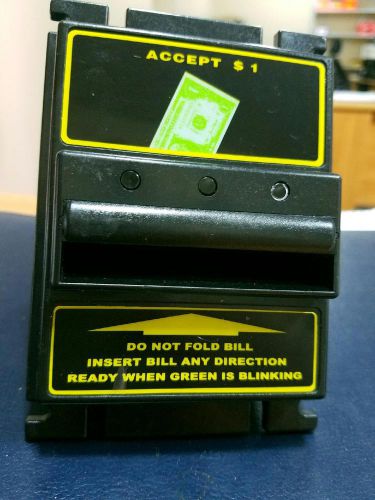 ACCEPT $1
DO NOT FOLD BILL
INSERT BILL ANY DIRECTION
READY WHEN GREEN IS BLINKING